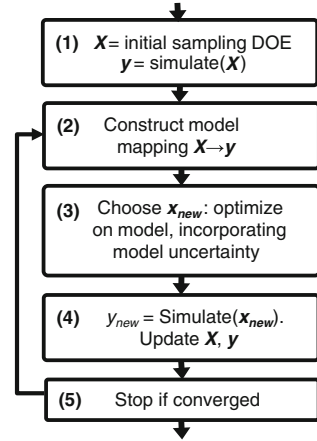 (1) X = initial sampling DOE
y = simulate(X)
(2) Construct model
mapping X→y
(3) Choose x_new: optimize
on model, incorporating
model uncertainty
(4) y_new = Simulate(x_new).
Update X, y
(5) Stop if converged